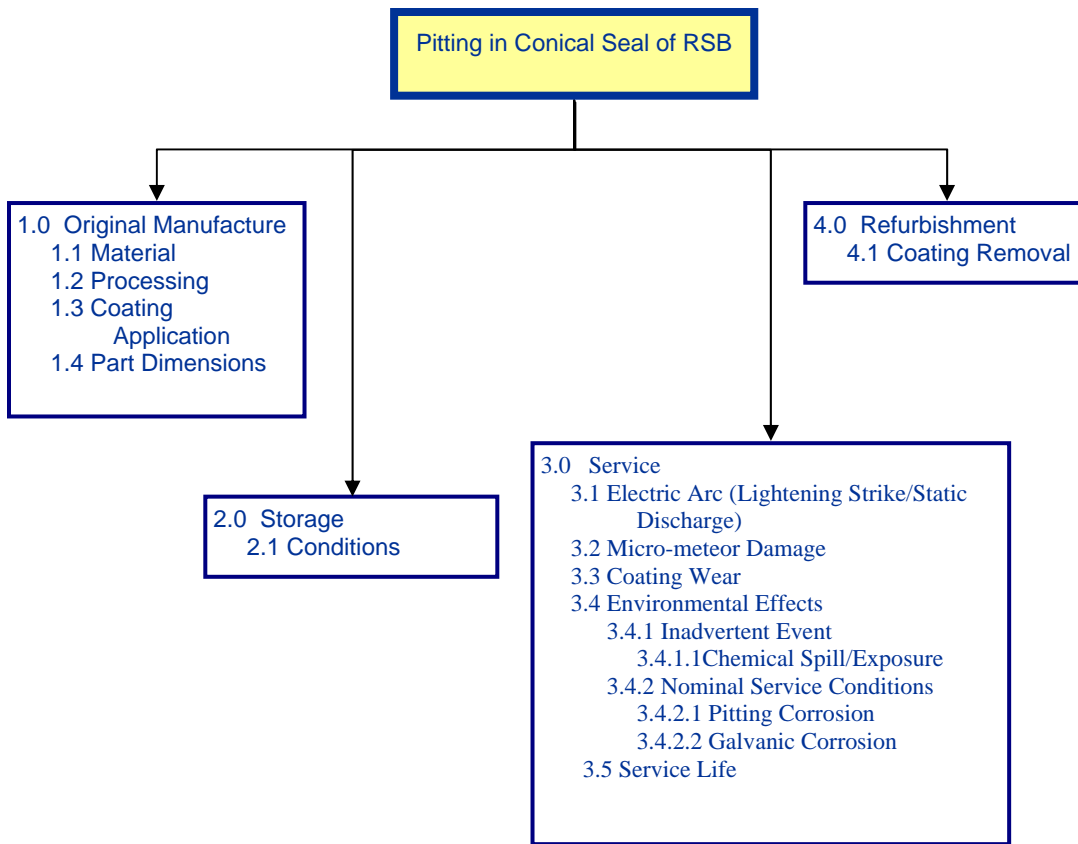 Pitting in Conical Seal of RSB
1.0 Original Manufacture
1.1 Material
1.2 Processing
1.3 Coating
Application
1.4 Part Dimensions
2.0 Storage
2.1 Conditions
3.0 Service
3.1 Electric Arc (Lightening Strike/Static
Discharge)
3.2 Micro-meteor Damage
3.3 Coating Wear
3.4 Environmental Effects
3.4.1 Inadvertent Event
3.4.1.1Chemical Spill/Exposure
3.4.2 Nominal Service Conditions
3.4.2.1 Pitting Corrosion
3.4.2.2 Galvanic Corrosion
3.5 Service Life
4.0 Refurbishment
4.1 Coating Removal